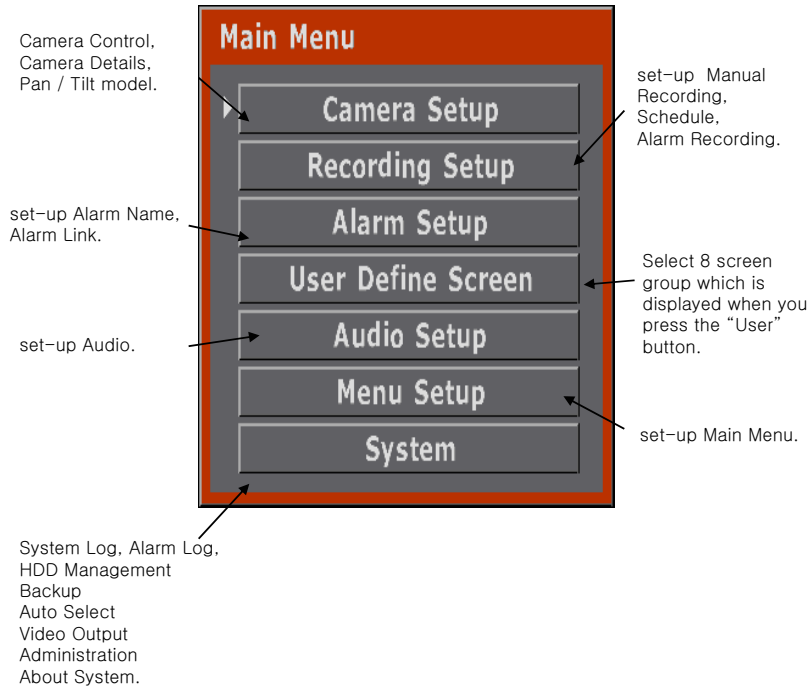 Main Menu
Camera Control,
Camera Details,
Pan / Tilt model.
Camera Setup
set-up  Manual
Recording,
Schedule,
Alarm Recording.
Recording Setup
set-up Alarm Name,
Alarm Link.
Alarm Setup
User Define Screen
Select 8 screen
group which is
displayed when you
press the “User”
button.
set-up Audio.
Audio Setup
Menu Setup
set-up Main Menu.
System
System Log, Alarm Log,
HDD Management
Backup
Auto Select
Video Output
Administration
About System.